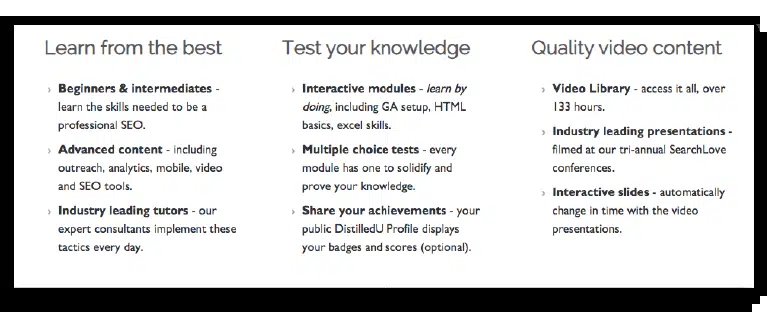 Learn from the best
› Beginners & intermediates -
learn the skills needed to be a
professional SEO.
› Advanced content - including
outreach, analytics, mobile, video
and SEO tools.
› Industry leading tutors - our
expert consultants implement these
tactics every day.
Test your knowledge
› Interactive modules - learn by
doing, including GA setup, HTML
basics, excel skills.
› Multiple choice tests - every
module has one to solidify and
prove your knowledge.
› Share your achievements - your
public DistilledU Profile displays
your badges and scores (optional).
Quality video content
› Video Library - access it all, over
133 hours.
› Industry leading presentations -
filmed at our tri-annual SearchLove
conferences.
› Interactive slides - automatically
change in time with the video
presentations.